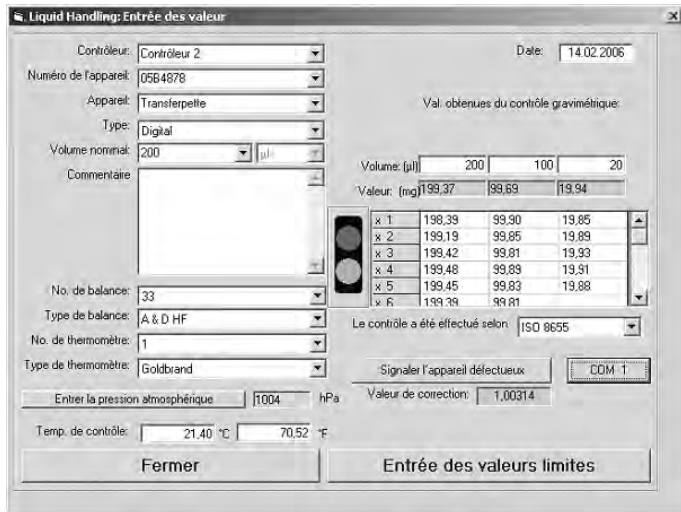 Liquid Handling: Entrée des valeur
Contrôleur: Contrôleur 2
Numéro de l'appareil: 05B4878
Appareil: Transferpette
Type: Digital
Volume nominal: 200 µl
Commentaire
No. de balance: 33
Type de balance: A & D HF
No. de thermomètre: 1
Type de thermomètre: Goldbrand
Entrer la pression atmosphérique 1004 hPa
Temp. de contrôle: 21,40 °C 70,52 °F
Fermer
Date: 14.02.2006
Val. obtenues du contrôle gravimétrique:
Volume: (µl) 200 100 20
Valeur: (mg) 199,37 99,69 19,94
x 1 198,39 99,90 19,85
x 2 199,19 99,85 19,89
x 3 199,42 99,81 19,93
x 4 199,48 99,89 19,91
x 5 199,45 99,83 19,88
x 6 199,39 99,81
Le contrôle a été effectué selon ISO 8655
Signaler l'appareil défectueux COM 1
Valeur de correction: 1,00314
Entrée des valeurs limites